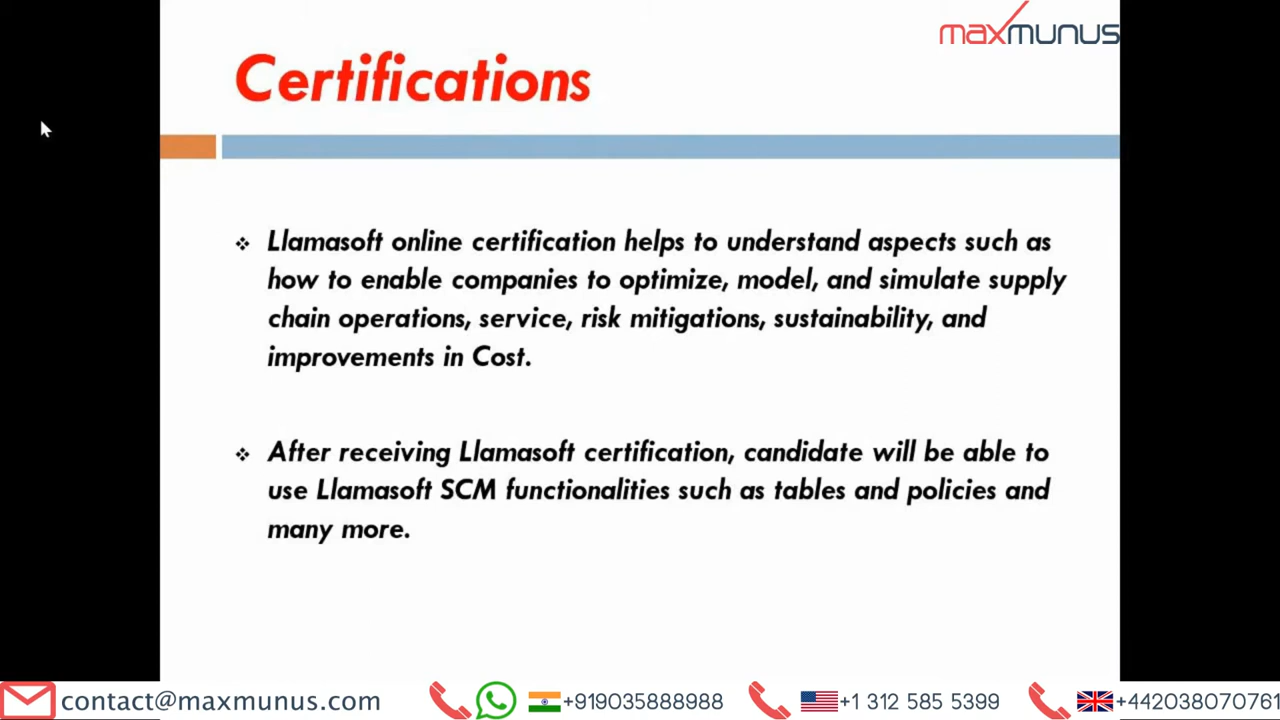 maxmunus
Certifications
❖ Llamasoft online certification helps to understand aspects such as
how to enable companies to optimize, model, and simulate supply
chain operations, service, risk mitigations, sustainability, and
improvements in Cost.
❖ After receiving Llamasoft certification, candidate will be able to
use Llamasoft SCM functionalities such as tables and policies and
many more.
contact@maxmunus.com +919035888988 +1 312 585 5399 +442038070761